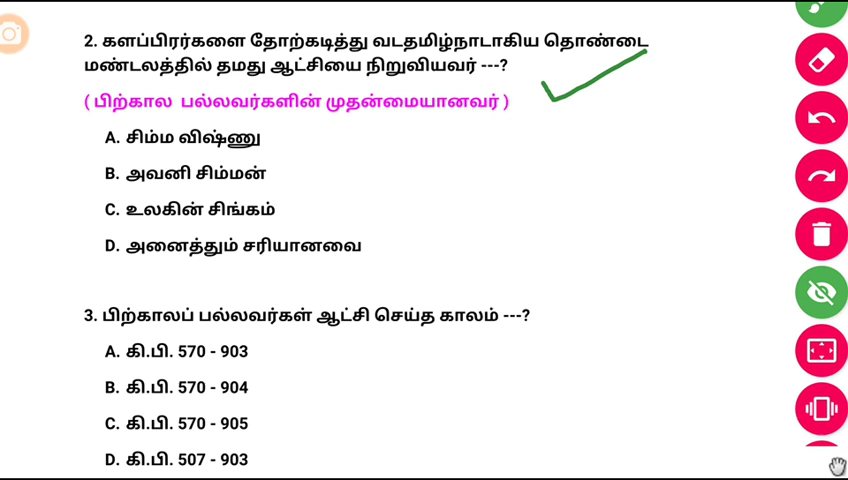 2. களப்பிரர்களை தோற்கடித்து வடதமிழ்நாடாகிய தொண்டை
மண்டலத்தில் தமது ஆட்சியை நிறுவியவர் ---?
( பிற்கால பல்லவர்களின் முதன்மையானவர் )
A. சிம்ம விஷ்ணு
B. அவனி சிம்மன்
C. உலகின் சிங்கம்
D. அனைத்தும் சரியானவை
3. பிற்காலப் பல்லவர்கள் ஆட்சி செய்த காலம் ---?
A. கி.பி. 570 - 903
B. கி.பி. 570 - 904
C. கி.பி. 570 - 905
D. கி.பி. 507 - 903